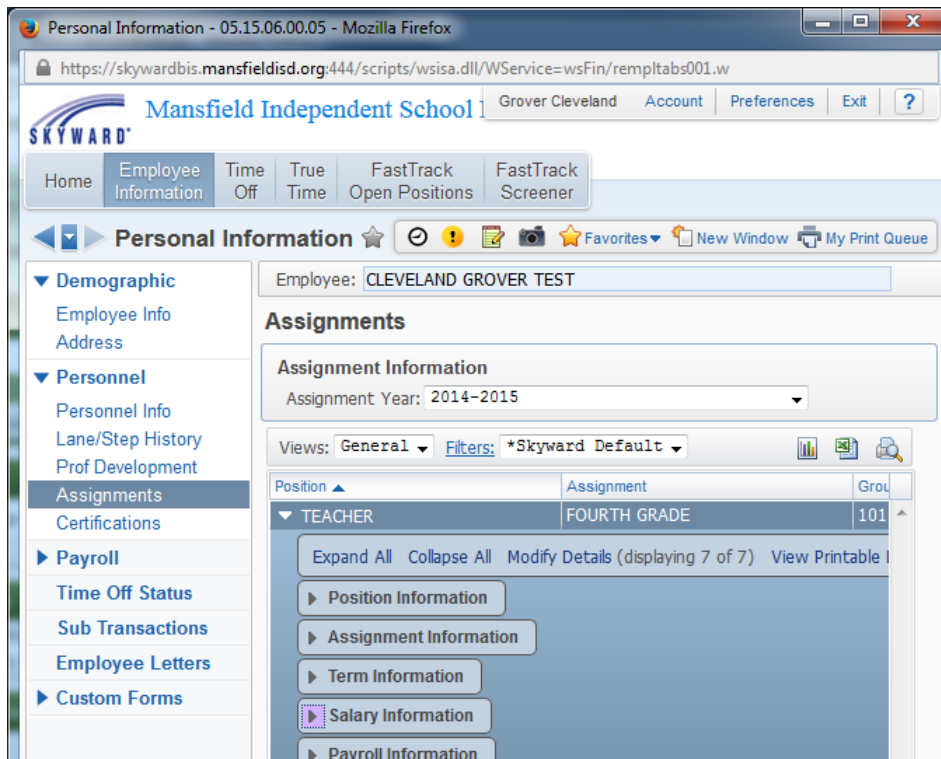 Personal Information - 05.15.06.00.05 - Mozilla Firefox
https://skywardbis.mansfieldisd.org:444/scripts/wsisa.dll/WService=wsFin/rempltabs001.w
SKYWARD®
Mansfield Independent School
Grover Cleveland Account Preferences Exit ?
Home Employee Information Time Off True Time FastTrack Open Positions FastTrack Screener
Personal Information Favorites New Window My Print Queue
Demographic
Employee Info
Address
Personnel
Personnel Info
Lane/Step History
Prof Development
Assignments
Certifications
Payroll
Time Off Status
Sub Transactions
Employee Letters
Custom Forms
Employee: CLEVELAND GROVER TEST
Assignments
Assignment Information
Assignment Year: 2014-2015
Views: General Filters: *Skyward Default
Position Assignment Grou
TEACHER FOURTH GRADE 101
Expand All Collapse All Modify Details (displaying 7 of 7) View Printable
Position Information
Assignment Information
Term Information
Salary Information
Payroll Information